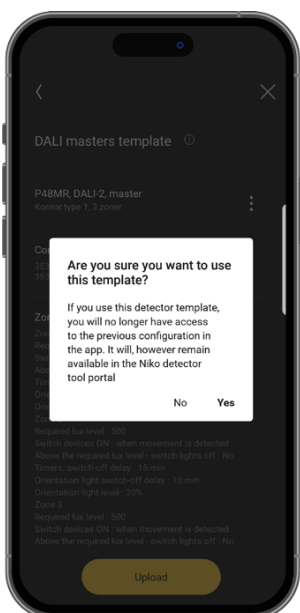 DALI masters template
P48MR, DALI-2, master
Kontor type 1, 3 zoner
Are you sure you want to use
this template?
If you use this detector template,
you will no longer have access
to the previous configuration in
the app. It will, however remain
available in the Niko detector
tool portal
No Yes
Required lux level : 500
Switch devices ON : when movement is detected
Above the required lux level - switch lights off : No
Timers: switch-off delay : 15 min
Orientation light switch-off delay : 10 min
Orientation light level : 20%
Zone 3
Required lux level : 500
Switch devices ON : when movement is detected
Above the required lux level - switch lights off : No
Upload